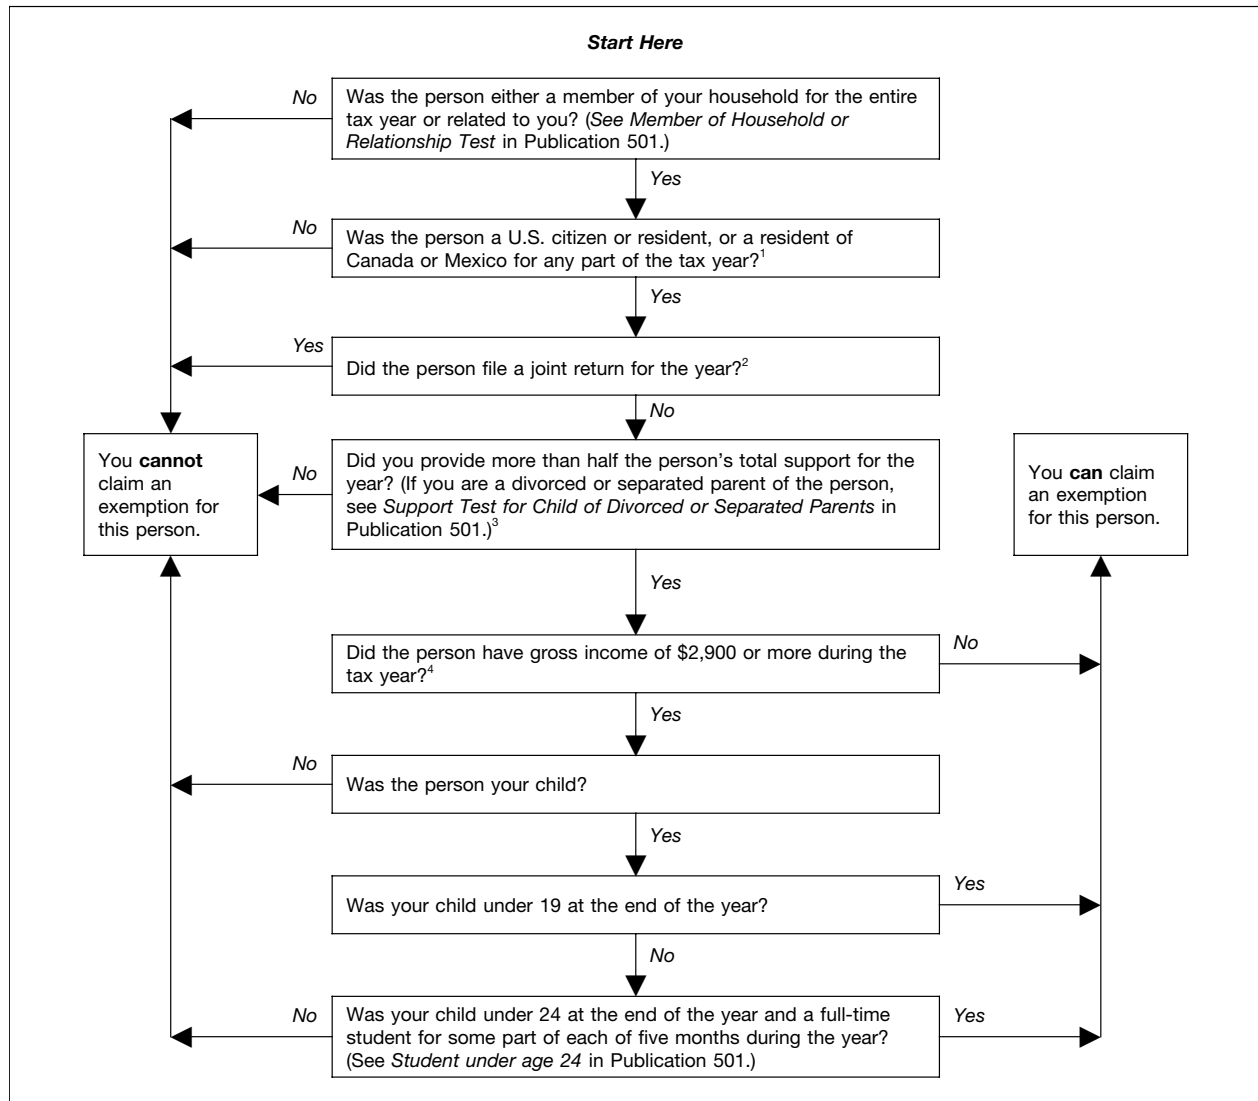 Start Here
No
Was the person either a member of your household for the entire
tax year or related to you? (See Member of Household or
Relationship Test in Publication 501.)
Yes
No
Was the person a U.S. citizen or resident, or a resident of
Canada or Mexico for any part of the tax year?1
Yes
Yes
Did the person file a joint return for the year?2
No
You cannot
claim an
exemption for
this person.
No
Did you provide more than half the person’s total support for the
year? (If you are a divorced or separated parent of the person,
see Support Test for Child of Divorced or Separated Parents in
Publication 501.)3
You can claim
an exemption
for this person.
Yes
Did the person have gross income of $2,900 or more during the
tax year?4
No
Yes
No
Was the person your child?
Yes
Was your child under 19 at the end of the year?
Yes
No
No
Was your child under 24 at the end of the year and a full-time
student for some part of each of five months during the year?
(See Student under age 24 in Publication 501.)
Yes